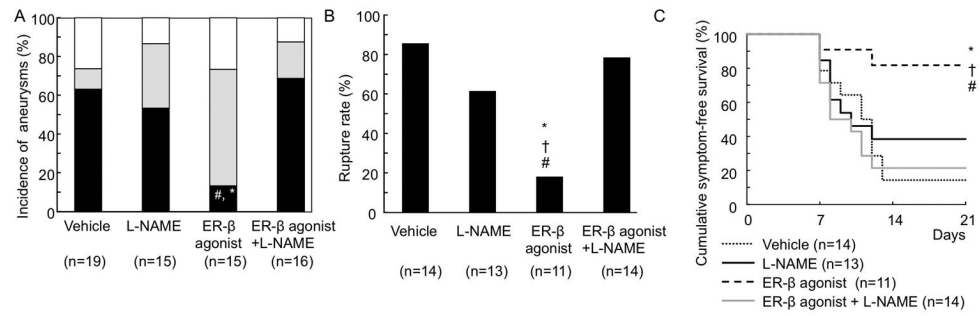 A
Incidence of aneurysms (%)
100
80
60
40
20
0
#, *
Vehicle
L-NAME
ER-β
agonist
ER-β agonist
+L-NAME
(n=19)
(n=15)
(n=15)
(n=16)
B
Rupture rate (%)
100
80
60
40
20
0
*
†
#
Vehicle
L-NAME
ER-β
agonist
ER-β agonist
+L-NAME
(n=14)
(n=13)
(n=11)
(n=14)
C
Cumulative symptom-free survival (%)
100
80
60
40
20
0
*
†
#
0
7
14
21
Days
Vehicle (n=14)
L-NAME (n=13)
ER-β agonist (n=11)
ER-β agonist + L-NAME (n=14)